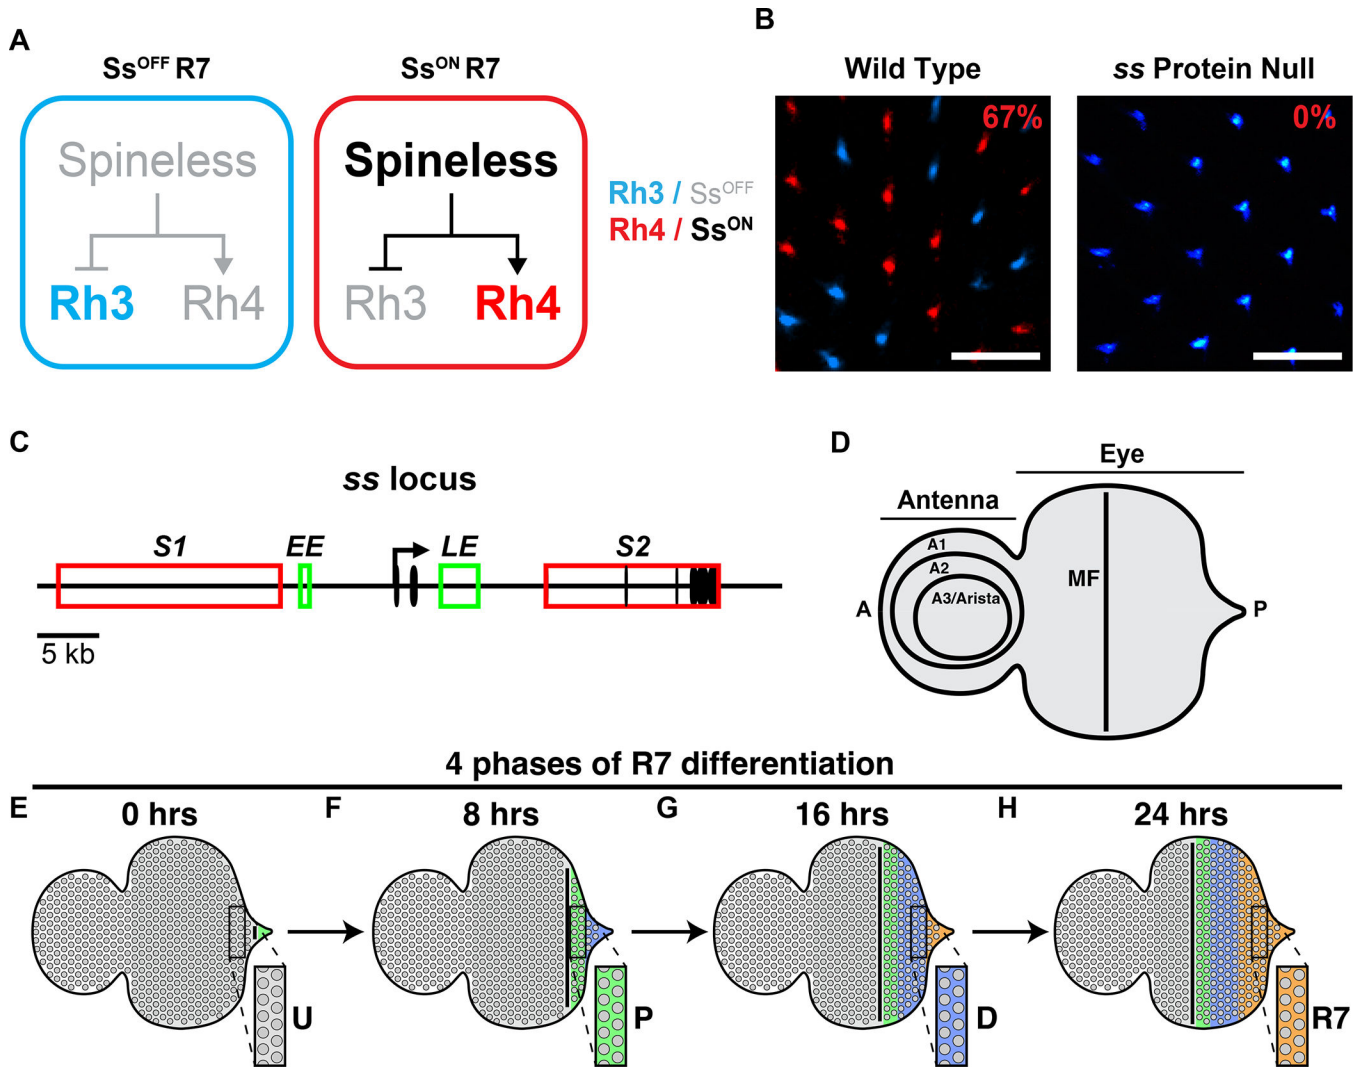 A
Ss^OFF R7
Ss^ON R7
Spineless
Rh3
Rh4
Spineless
Rh3
Rh4
Rh3 / Ss^OFF
Rh4 / Ss^ON
B
Wild Type
ss Protein Null
67%
0%
C
ss locus
S1
EE
LE
S2
5 kb
D
Eye
Antenna
A1
A2
A3/Arista
MF
A
P
4 phases of R7 differentiation
E
0 hrs
F
8 hrs
G
16 hrs
H
24 hrs
U
P
D
R7